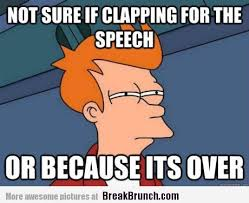 NOT SURE IF CLAPPING FOR THE
SPEECH
OR BECAUSE ITS OVER
More awesome pictures at BreakBrunch.com